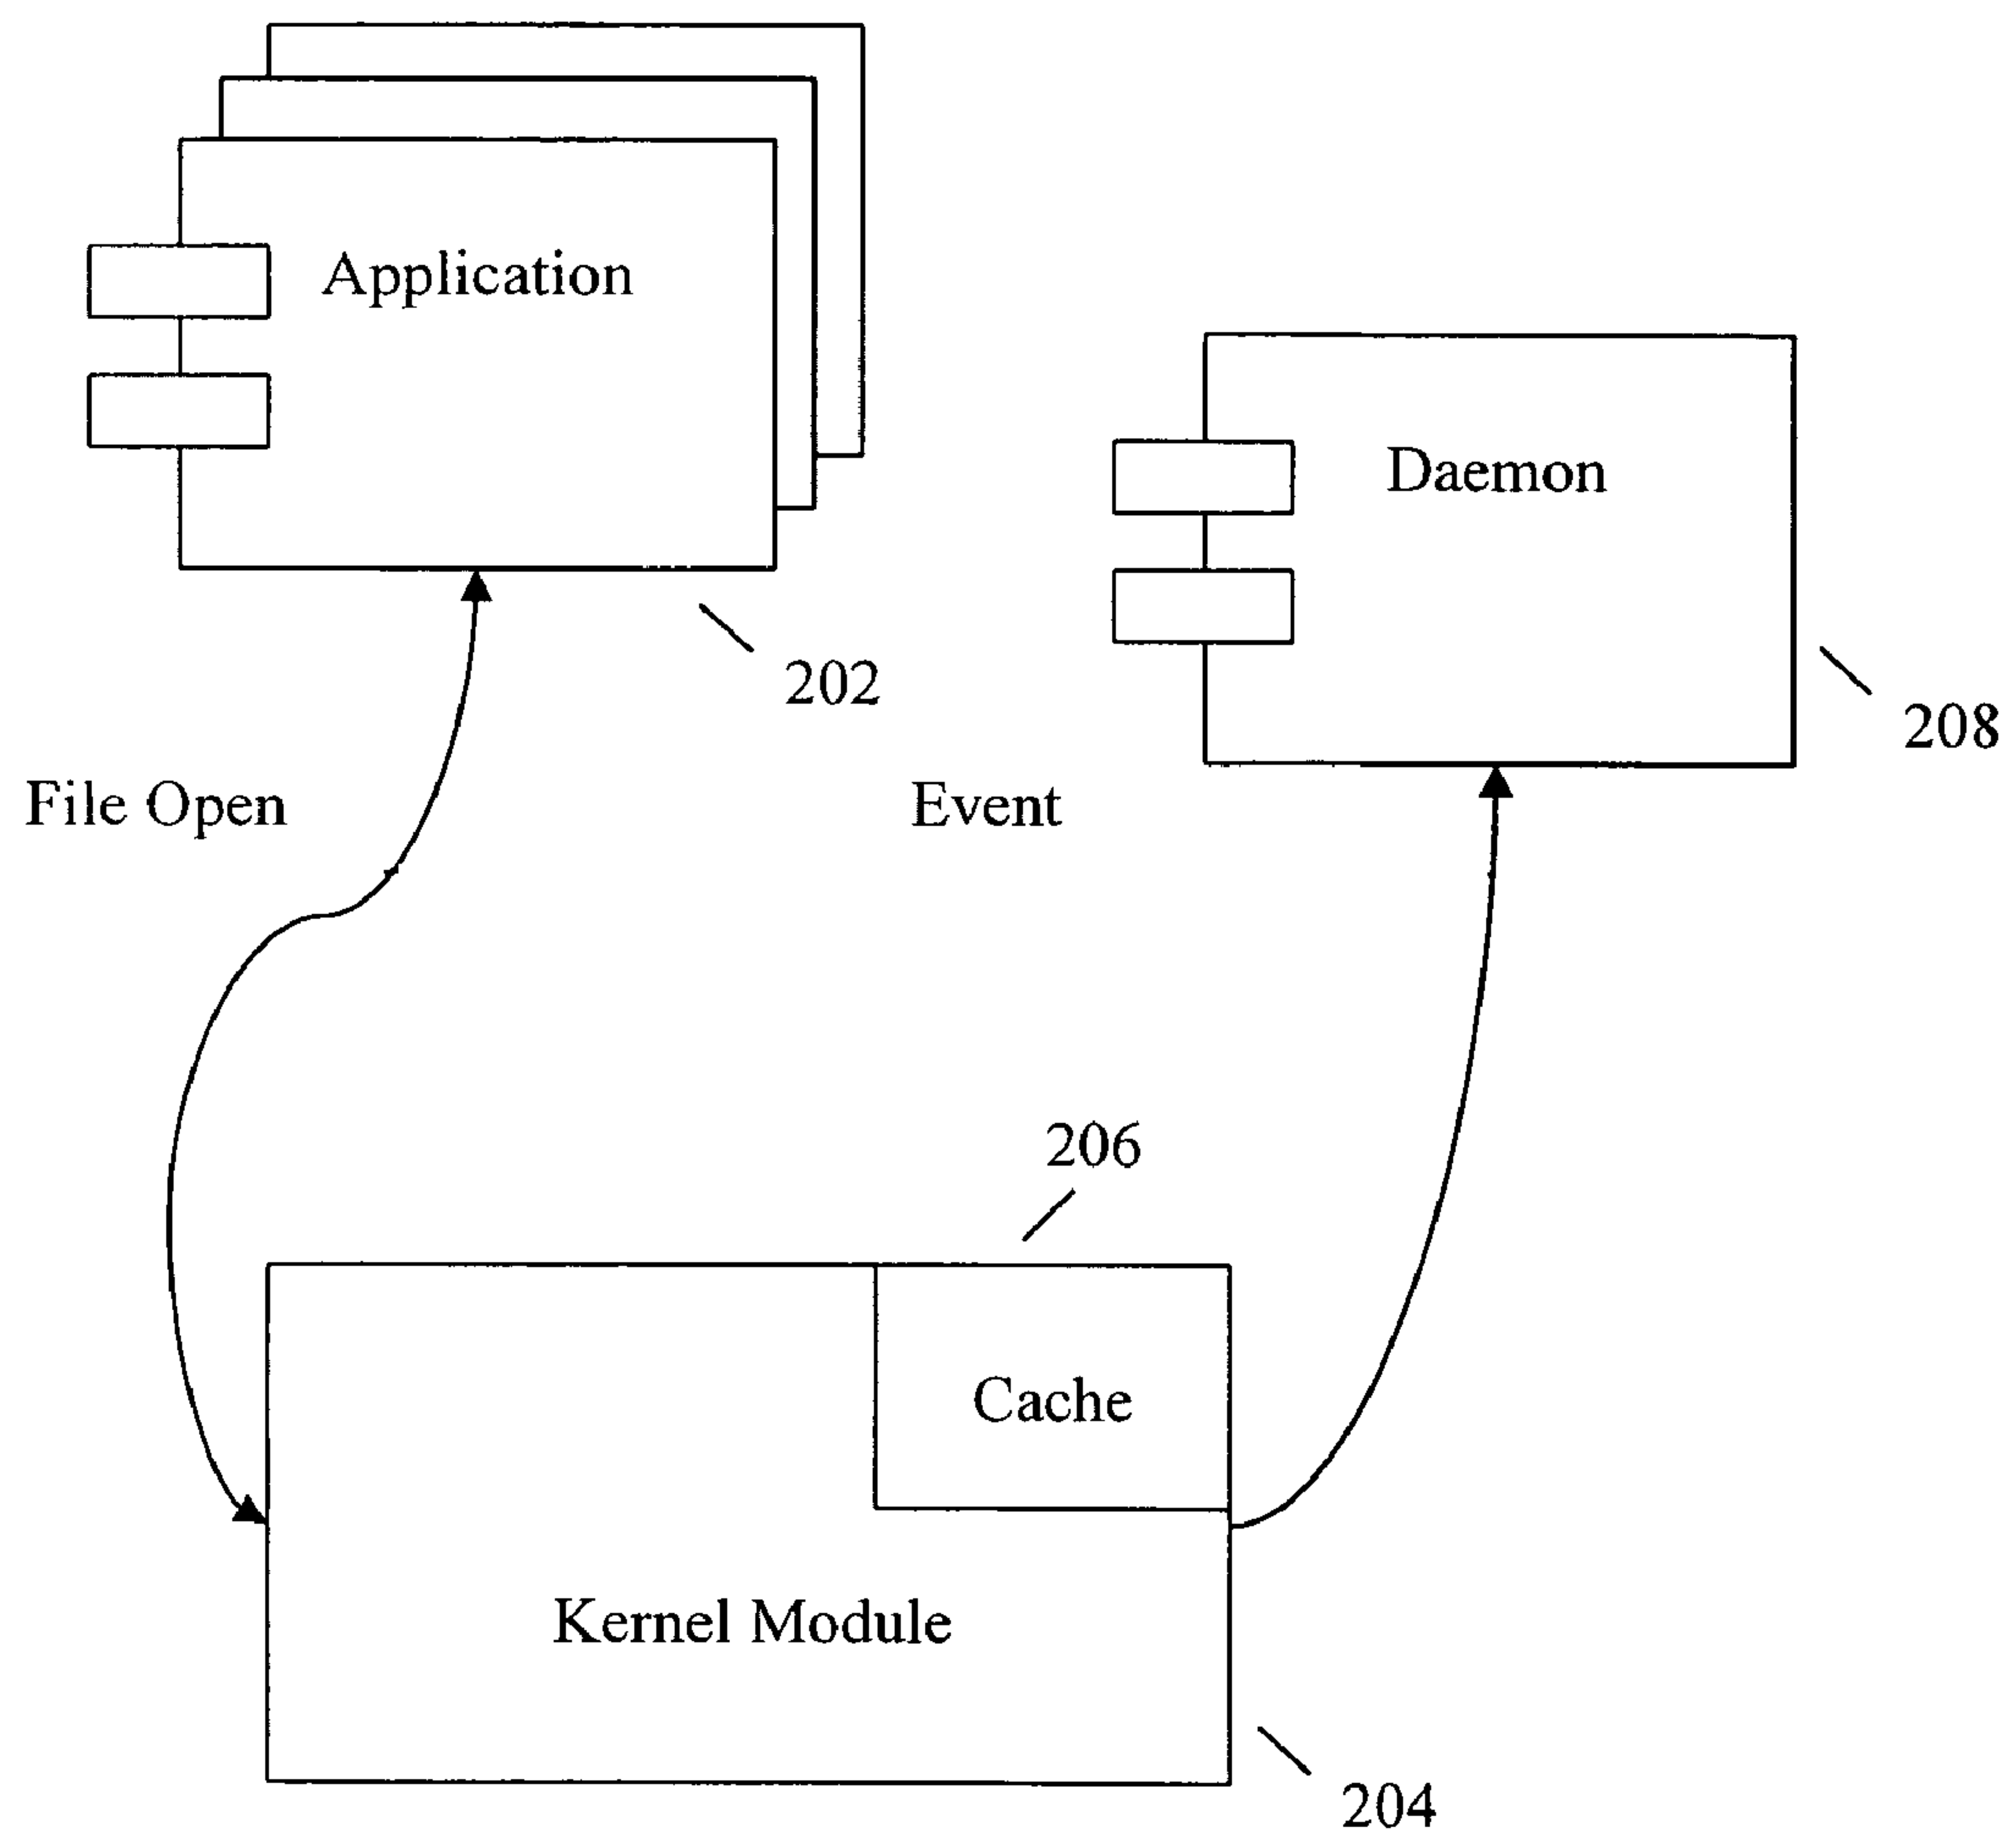 Application
Daemon
202
208
File Open
Event
206
Cache
Kernel Module
204